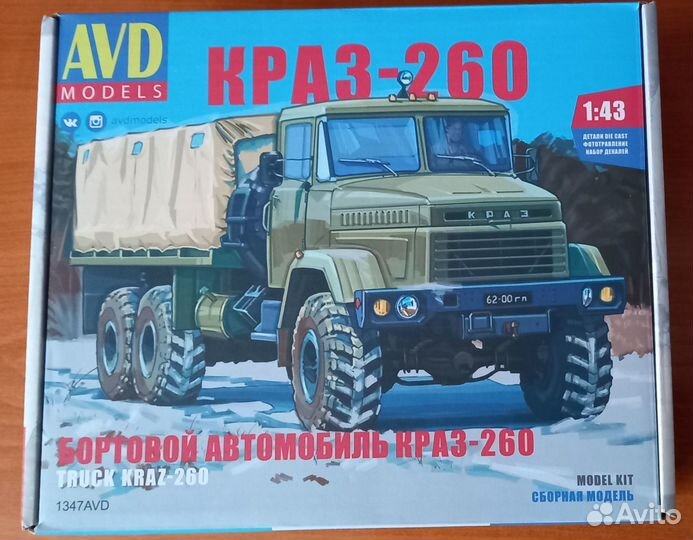 AVD
MODELS
avdmodels
КРАЗ-260
1:43
ДЕТАЛИ DIE CAST
ФОТОТРАВЛЕНИЕ
НАБОР ДЕКАЛЕЙ
КРАЗ
62-00 гп
БОРТОВОЙ АВТОМОБИЛЬ КРАЗ-260
TRUCK KRAZ-260
1347AVD
MODEL KIT
СБОРНАЯ МОДЕЛЬ
Avito